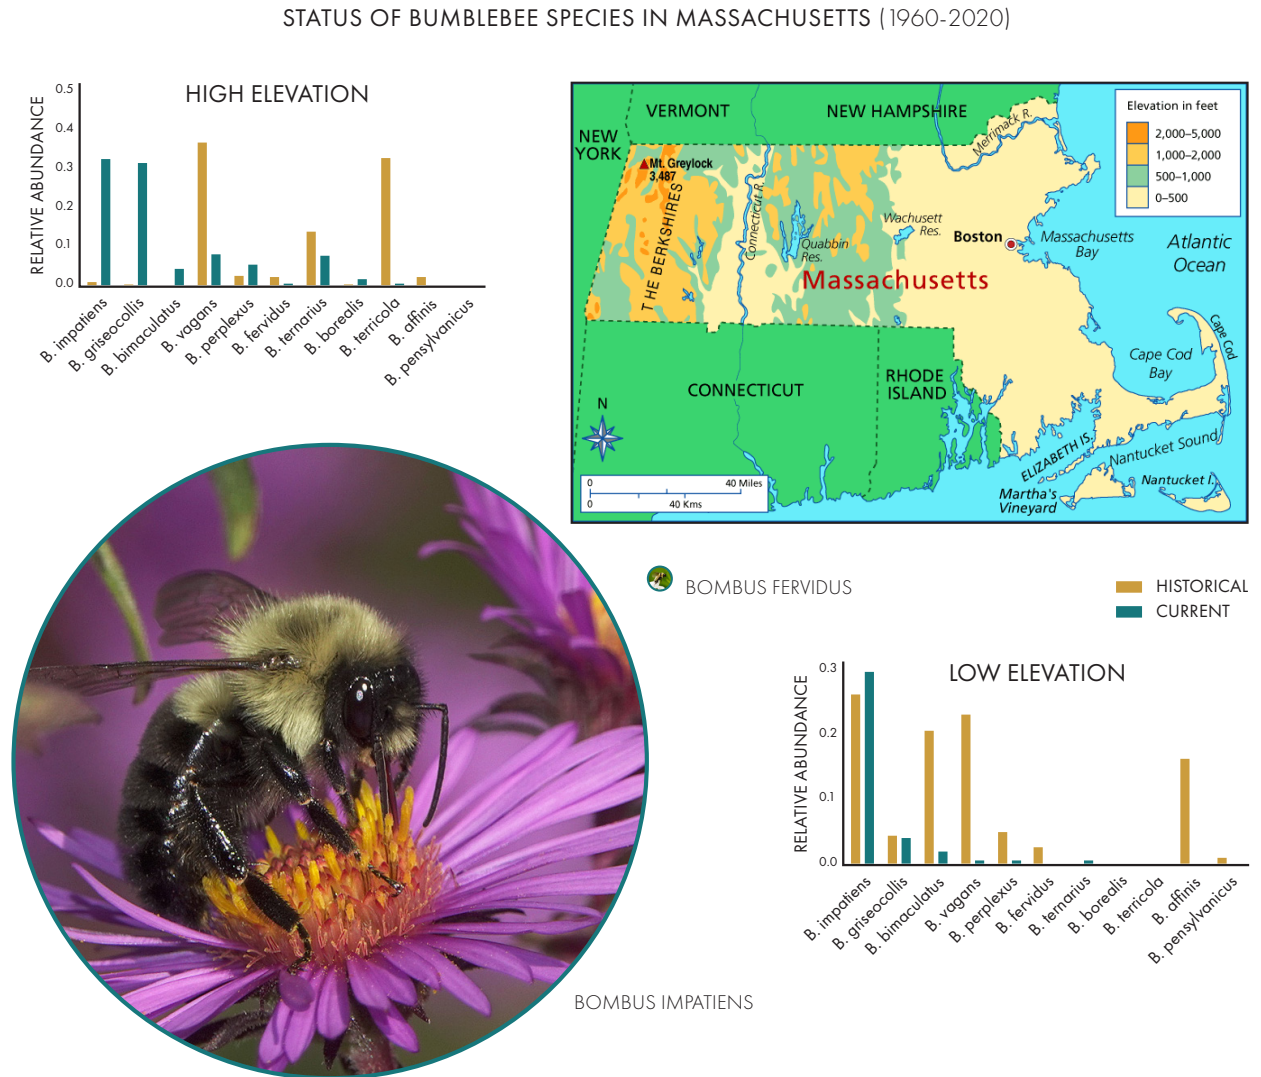 STATUS OF BUMBLEBEE SPECIES IN MASSACHUSETTS (1960-2020)
HIGH ELEVATION
RELATIVE ABUNDANCE
0.5
0.4
0.3
0.2
0.1
0.0
B. impatiens
B. griseocollis
B. bimaculatus
B. vagans
B. perplexus
B. fervidus
B. ternarius
B. borealis
B. terricola
B. affinis
B. pensylvanicus
VERMONT
NEW HAMPSHIRE
NEW
YORK
Merrimack R.
Elevation in feet
2,000–5,000
1,000–2,000
500–1,000
0–500
Mt. Greylock
3,487
THE BERKSHIRES
Connecticut R.
Quabbin
Res.
Wachusett
Res.
Boston
Massachusetts
Bay
Atlantic
Ocean
Massachusetts
Cape Cod
Cape Cod
Bay
CONNECTICUT
RHODE
ISLAND
N
ELIZABETH IS.
Nantucket Sound
Martha's
Vineyard
Nantucket I.
0 40 Miles
0 40 Kms
BOMBUS FERVIDUS
HISTORICAL
CURRENT
LOW ELEVATION
RELATIVE ABUNDANCE
0.3
0.2
0.1
0.0
B. impatiens
B. griseocollis
B. bimaculatus
B. vagans
B. perplexus
B. fervidus
B. ternarius
B. borealis
B. terricola
B. affinis
B. pensylvanicus
BOMBUS IMPATIENS